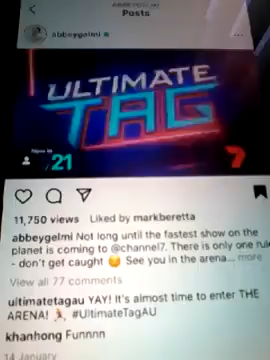 Posts
abbeygelmi
ULTIMATE
TAG
21
7
11,750 views Liked by markberetta
abbeygelmi Not long until the fastest show on the
planet is coming to @channel7. There is only one rule
- don't get caught 😏 See you in the arena... more
View all 77 comments
ultimatetagau YAY! It's almost time to enter THE
ARENA! 🏃 #UltimateTagAU
khanhong Funnnn
14 January